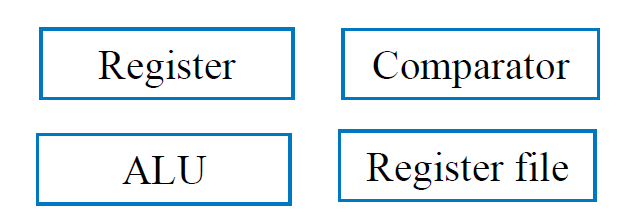 Register
Comparator
ALU
Register file